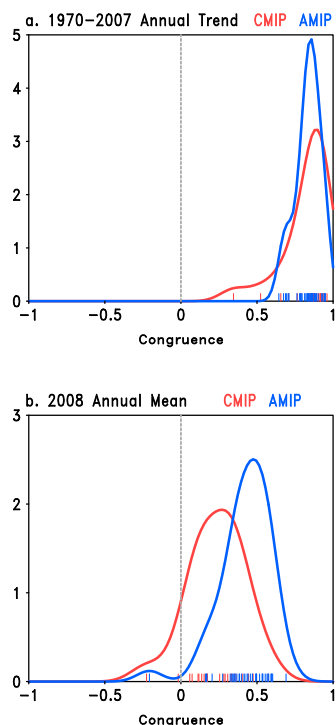 a. 1970-2007 Annual Trend CMIP AMIP
5
4
3
2
1
0
-1 -0.5 0 0.5 1
Congruence
b. 2008 Annual Mean CMIP AMIP
3
2
1
0
-1 -0.5 0 0.5 1
Congruence